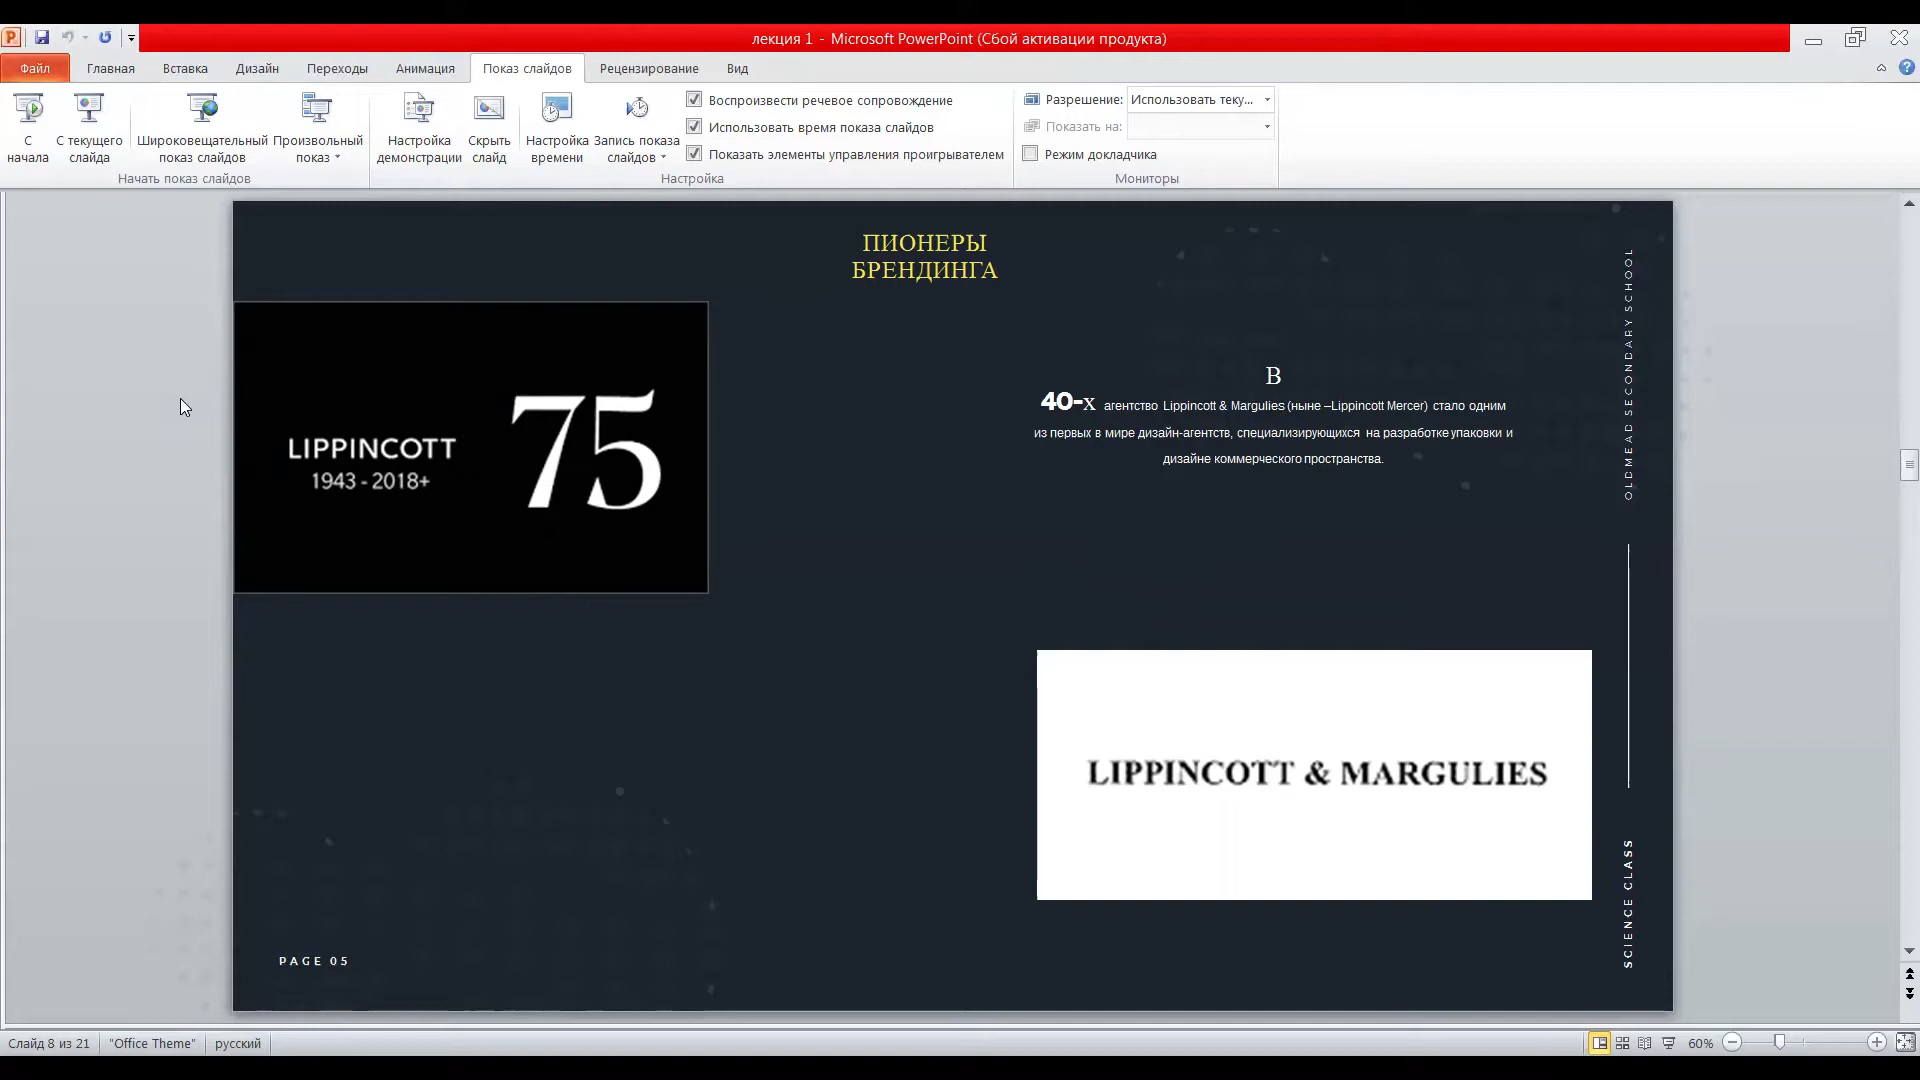 лекция 1 - Microsoft PowerPoint (Сбой активации продукта)
Файл Главная Вставка Дизайн Переходы Анимация Показ слайдов Рецензирование Вид
С начала
С текущего слайда
Широковещательный показ слайдов
Произвольный показ
Начать показ слайдов
Настройка демонстрации
Скрыть слайд
Настройка времени
Запись показа слайдов
Воспроизвести речевое сопровождение
Использовать время показа слайдов
Показать элементы управления проигрывателем
Настройка
Разрешение: Использовать теку...
Показать на:
Режим докладчика
Мониторы
ПИОНЕРЫ
БРЕНДИНГА
LIPPINCOTT
1943 - 2018+
75
В
40-х агентство Lippincott & Margulies (ныне –Lippincott Mercer) стало одним
из первых в мире дизайн-агентств, специализирующихся на разработке упаковки и
дизайне коммерческого пространства.
LIPPINCOTT & MARGULIES
OLDMEAD SECONDARY SCHOOL
SCIENCE CLASS
PAGE 05
Слайд 8 из 21 "Office Theme" русский 60%